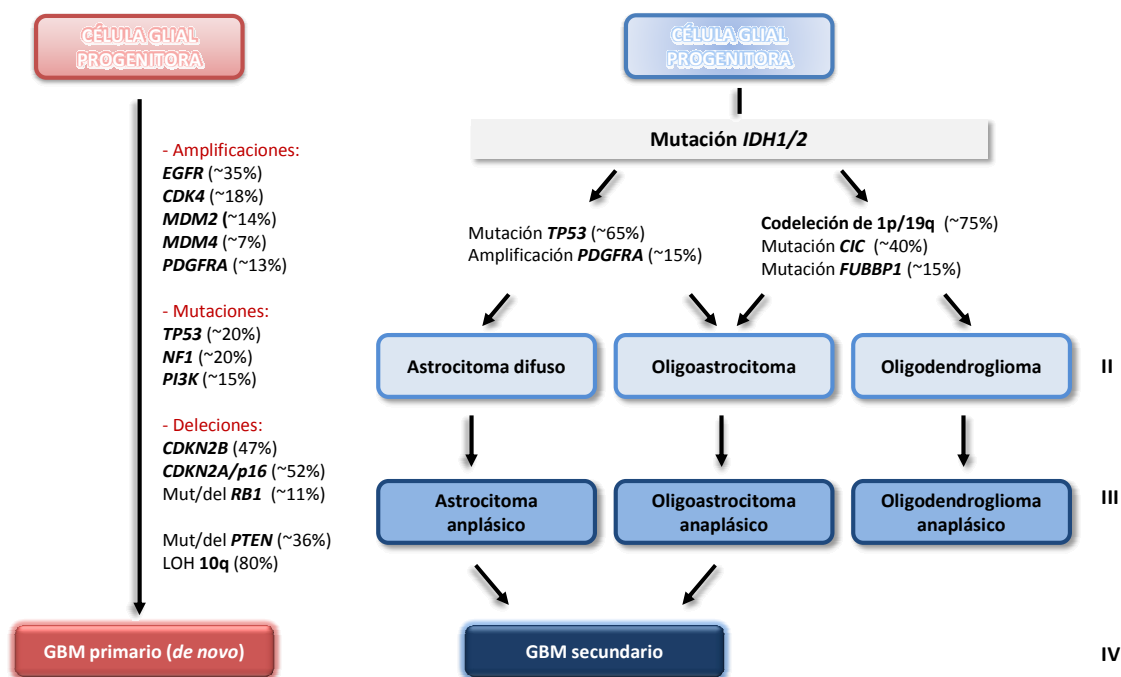 CÉLULA GLIAL
PROGENITORA
- Amplificaciones:
EGFR (~35%)
CDK4 (~18%)
MDM2 (~14%)
MDM4 (~7%)
PDGFRA (~13%)
- Mutaciones:
TP53 (~20%)
NF1 (~20%)
PI3K (~15%)
- Deleciones:
CDKN2B (47%)
CDKN2A/p16 (~52%)
Mut/del RB1 (~11%)
Mut/del PTEN (~36%)
LOH 10q (80%)
GBM primario (de novo)
CÉLULA GLIAL
PROGENITORA
Mutación IDH1/2
Mutación TP53 (~65%)
Amplificación PDGFRA (~15%)
Codeleción de 1p/19q (~75%)
Mutación CIC (~40%)
Mutación FUBBP1 (~15%)
Astrocitoma difuso
Oligoastrocitoma
Oligodendroglioma
II
Astrocitoma
anplásico
Oligoastrocitoma
anaplásico
Oligodendroglioma
anaplásico
III
GBM secundario
IV